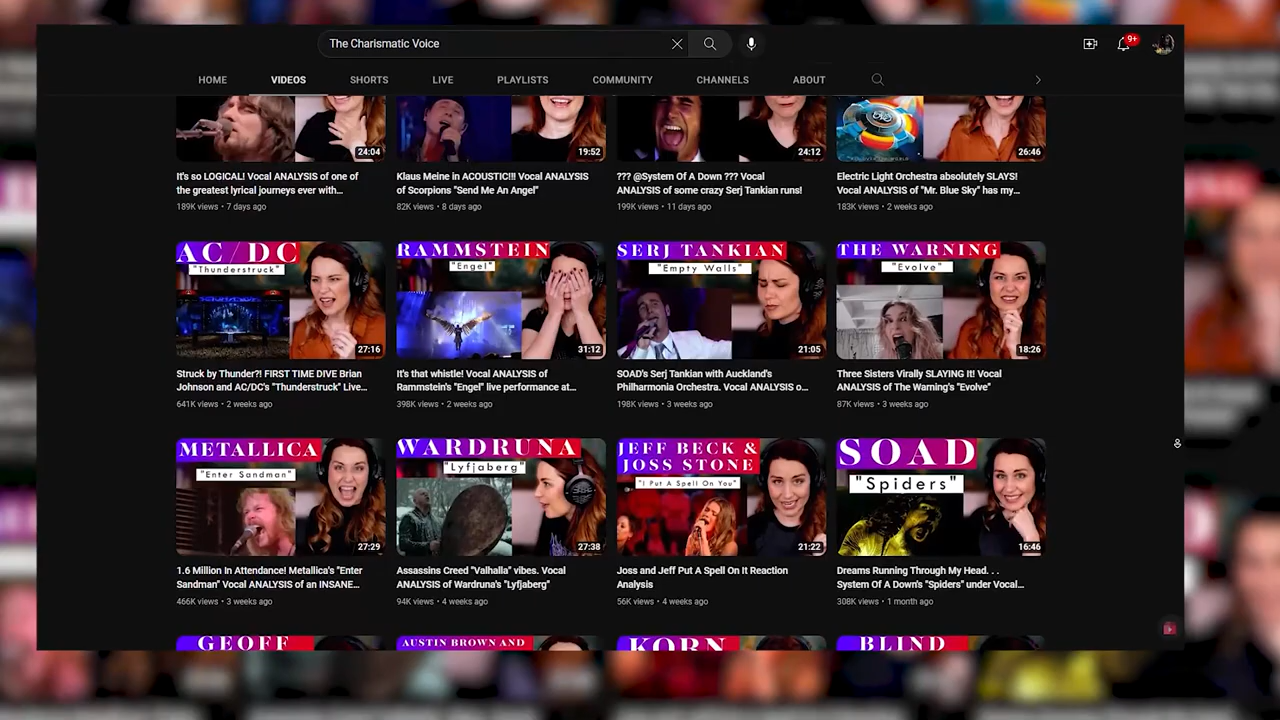 The Charismatic Voice
9+
HOME VIDEOS SHORTS LIVE PLAYLISTS COMMUNITY CHANNELS ABOUT
24:04
19:52
24:12
26:46
It's so LOGICAL! Vocal ANALYSIS of one of
the greatest lyrical journeys ever with...
189K views • 7 days ago
Klaus Meine in ACOUSTIC!!! Vocal ANALYSIS
of Scorpions "Send Me An Angel"
82K views • 8 days ago
??? @System Of A Down ??? Vocal
ANALYSIS of some crazy Serj Tankian runs!
199K views • 11 days ago
Electric Light Orchestra absolutely SLAYS!
Vocal ANALYSIS of "Mr. Blue Sky" has my...
183K views • 2 weeks ago
AC/DC
"Thunderstruck"
27:16
RAMMSTEIN
"Engel"
31:12
SERJ TANKIAN
"Empty Walls"
21:05
THE WARNING
"Evolve"
18:26
Struck by Thunder?! FIRST TIME DIVE Brian
Johnson and AC/DC's "Thunderstruck" Live...
641K views • 2 weeks ago
It's that whistle! Vocal ANALYSIS of
Rammstein's "Engel" live performance at...
398K views • 2 weeks ago
SOAD's Serj Tankian with Auckland's
Philharmonia Orchestra. Vocal ANALYSIS o...
198K views • 3 weeks ago
Three Sisters Virally SLAYING It! Vocal
ANALYSIS of The Warning's "Evolve"
87K views • 3 weeks ago
METALLICA
"Enter Sandman"
27:29
WARDRUNA
"Lyfjaberg"
27:38
JEFF BECK &
JOSS STONE
"I Put A Spell On You"
21:22
SOAD
"Spiders"
16:46
1.6 Million In Attendance! Metallica's "Enter
Sandman" Vocal ANALYSIS of an INSANE...
466K views • 3 weeks ago
Assassins Creed "Valhalla" vibes. Vocal
ANALYSIS of Wardruna's "Lyfjaberg"
94K views • 4 weeks ago
Joss and Jeff Put A Spell On It Reaction
Analysis
56K views • 4 weeks ago
Dreams Running Through My Head. . .
System Of A Down's "Spiders" under Vocal...
308K views • 1 month ago
GEOFF
AUSTIN BROWN AND
KORN
BLIND